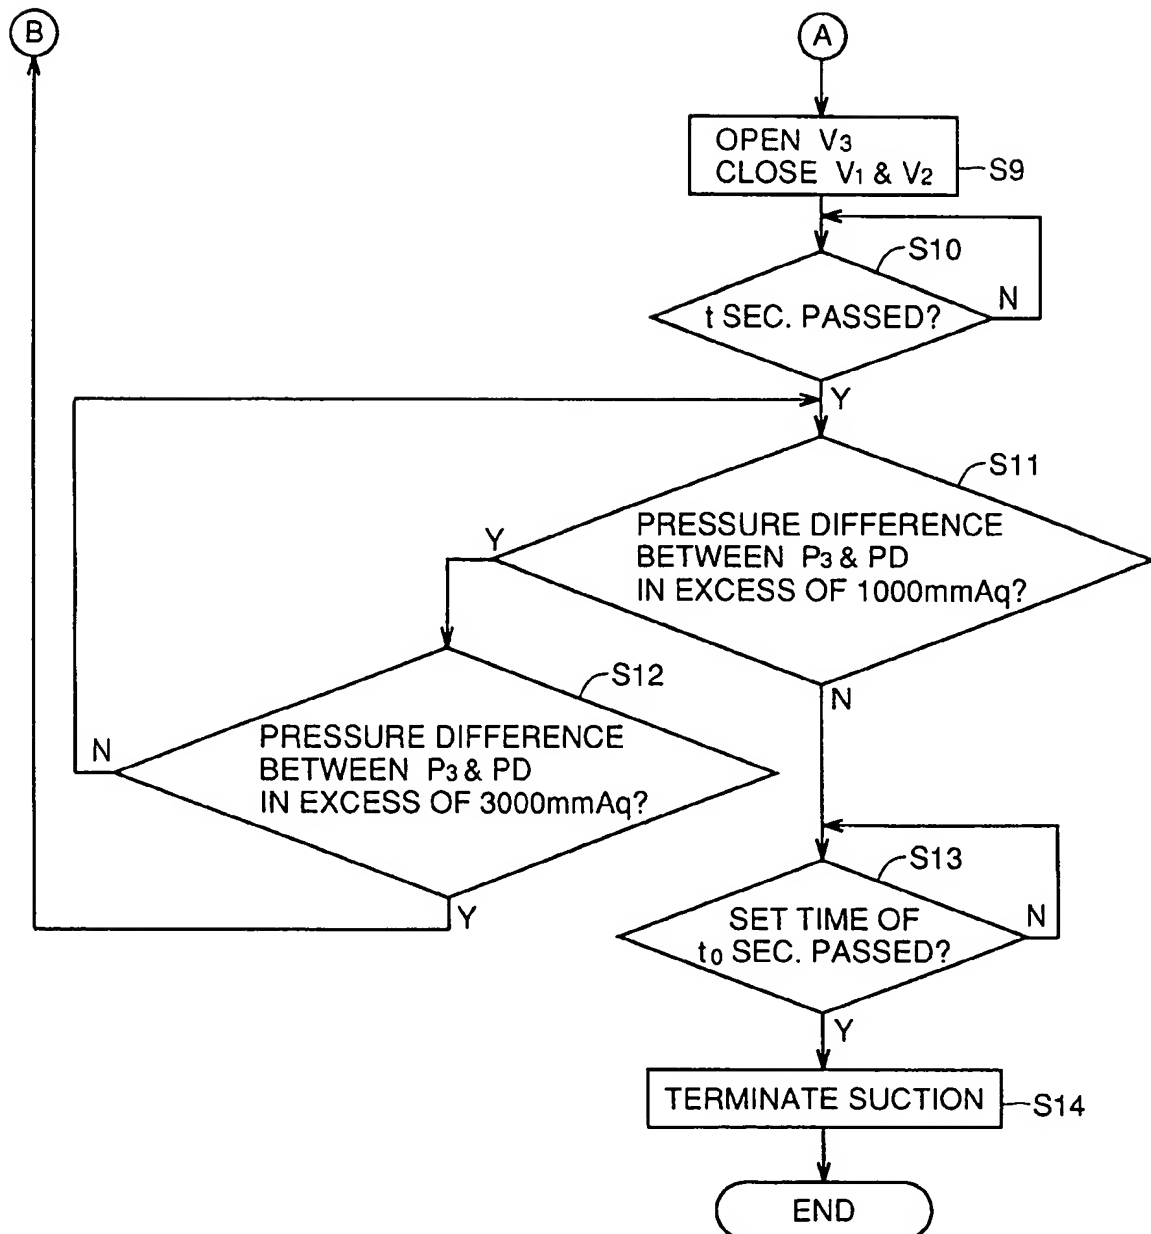 B
A
OPEN V3
CLOSE V1 & V2
S9
S10
t SEC. PASSED?
N
Y
S11
PRESSURE DIFFERENCE
BETWEEN P3 & PD
IN EXCESS OF 1000mmAq?
Y
N
S12
PRESSURE DIFFERENCE
BETWEEN P3 & PD
IN EXCESS OF 3000mmAq?
N
Y
S13
SET TIME OF
t0 SEC. PASSED?
N
Y
TERMINATE SUCTION
S14
END